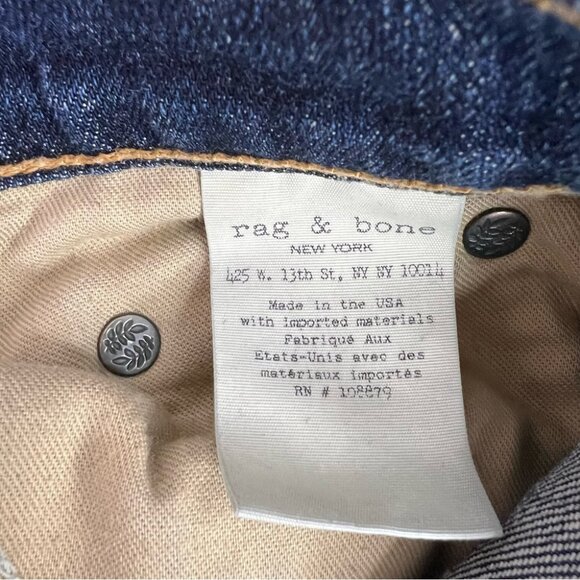 rag & bone
NEW YORK
425 W. 13th St, NY NY 10014
Made in the USA
with imported materials
Fabriqué Aux
Etats-Unis avec des
matériaux importés
RN # 108879